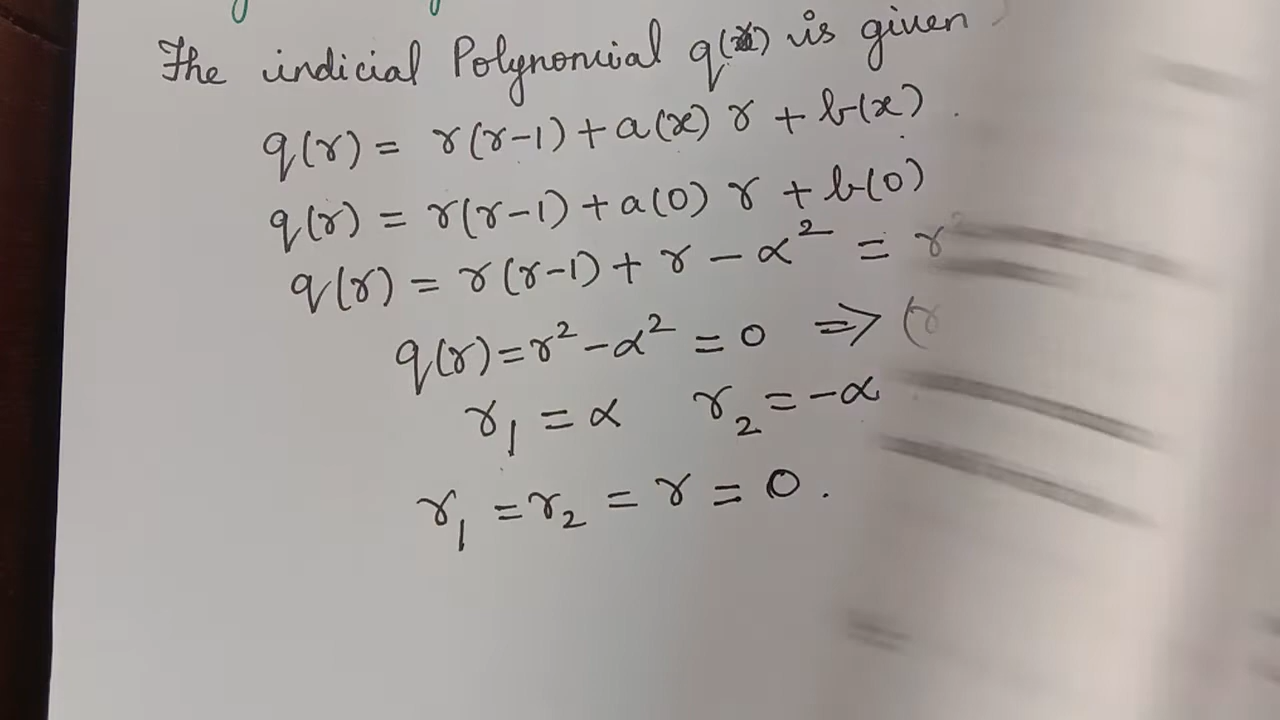 The indicial Polynomial q(r) is given
q(r) = r(r-1) + a(x) r + b(x).
q(r) = r(r-1) + a(0) r + b(0)
q(r) = r(r-1) + r - α² = r²
q(r) = r² - α² = 0 => (r
r₁ = α r₂ = -α
r₁ = r₂ = r = 0.